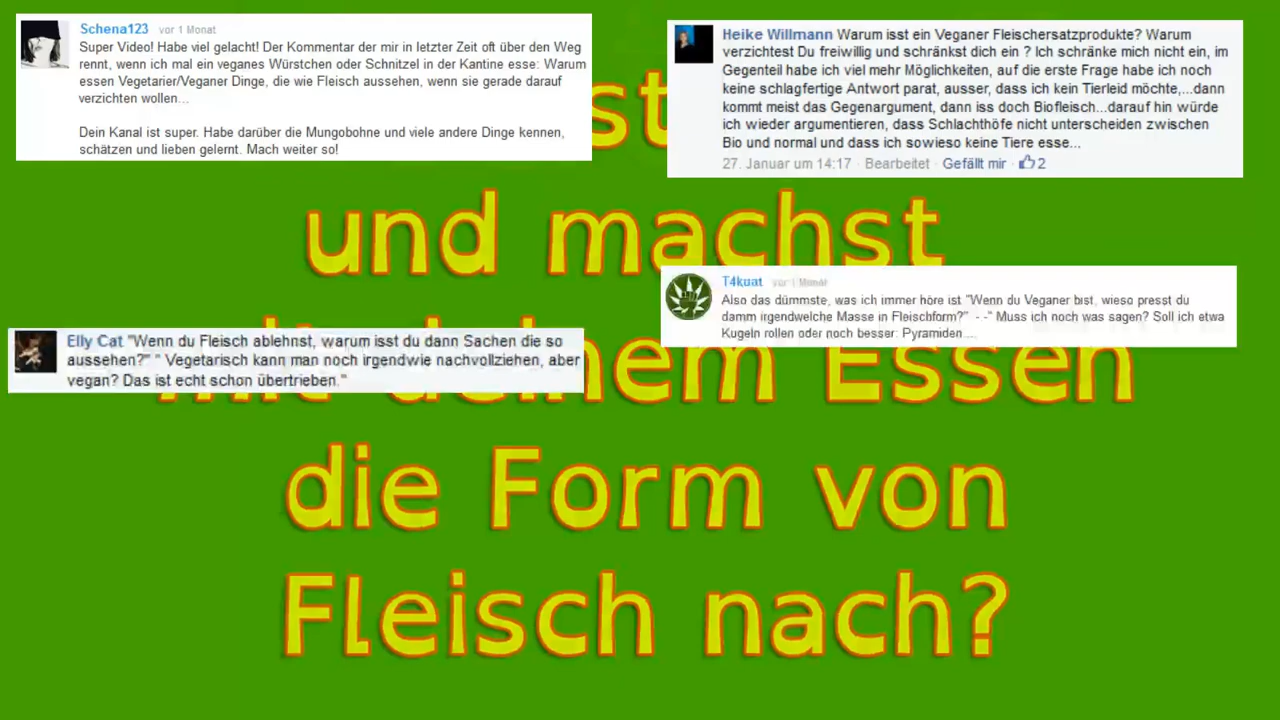 Schena123 vor 1 Monat
Super Video! Habe viel gelacht! Der Kommentar der mir in letzter Zeit oft über den Weg
rennt, wenn ich mal ein veganes Würstchen oder Schnitzel in der Kantine esse: Warum
essen Vegetarier/Veganer Dinge, die wie Fleisch aussehen, wenn sie gerade darauf
verzichten wollen...
Dein Kanal ist super. Habe darüber die Mungobohne und viele andere Dinge kennen,
schätzen und lieben gelernt. Mach weiter so!
Heike Willmann Warum isst ein Veganer Fleischersatzprodukte? Warum
verzichtest Du freiwillig und schränkst dich ein ? Ich schränke mich nicht ein, im
Gegenteil habe ich viel mehr Möglichkeiten, auf die erste Frage habe ich noch
keine schlagfertige Antwort parat, ausser, dass ich kein Tierleid möchte,...dann
kommt meist das Gegenargument, dann iss doch Biofleisch...darauf hin würde
ich wieder argumentieren, dass Schlachthöfe nicht unterscheiden zwischen
Bio und normal und dass ich sowieso keine Tiere esse...
27. Januar um 14:17 · Bearbeitet · Gefällt mir · 2
st
und machst
T4kuat vor 1 Monat
Also das dümmste, was ich immer höre ist "Wenn du Veganer bist, wieso presst du
damm irgendwelche Masse in Fleischform?" - -" Muss ich noch was sagen? Soll ich etwa
Kugeln rollen oder noch besser: Pyramiden...
Elly Cat "Wenn du Fleisch ablehnst, warum isst du dann Sachen die so
aussehen?" " Vegetarisch kann man noch irgendwie nachvollziehen, aber
vegan? Das ist echt schon übertrieben."
mit deinem Essen
die Form von
Fleisch nach?